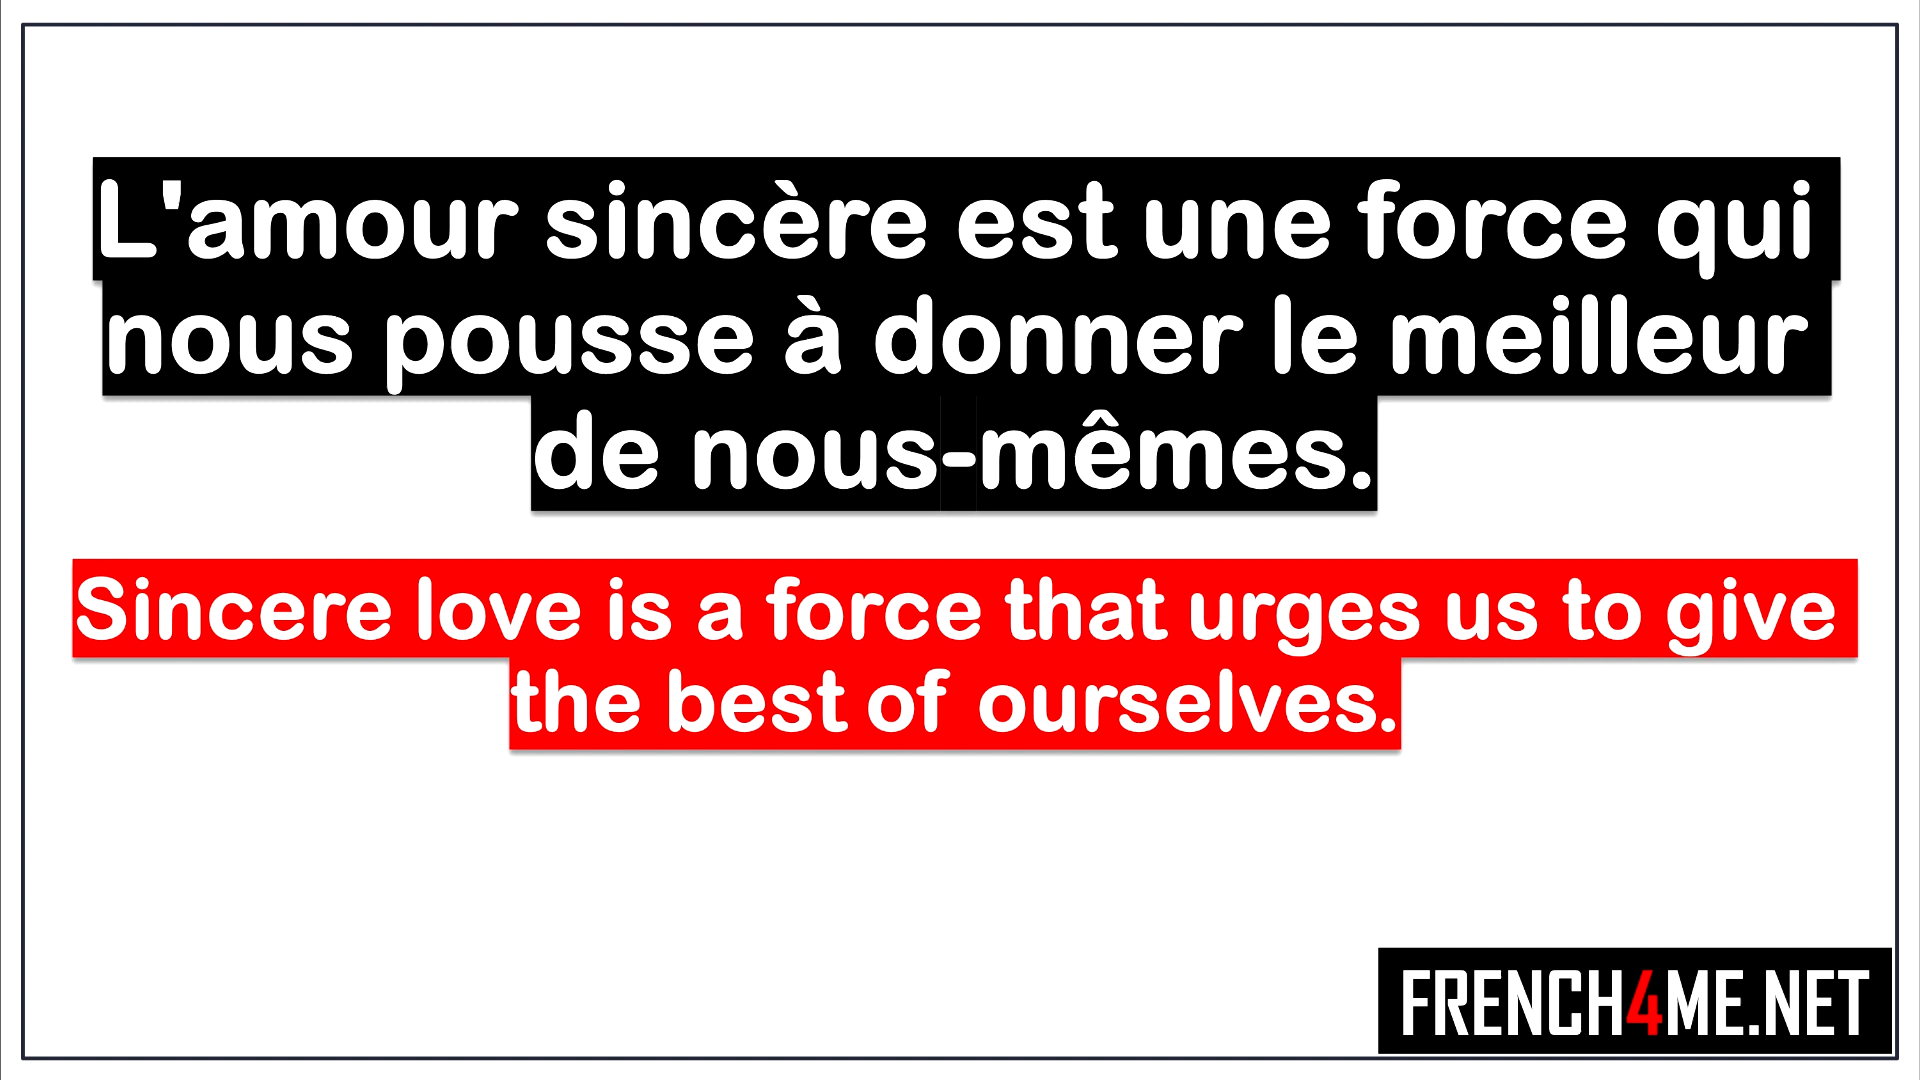 L'amour sincère est une force qui
nous pousse à donner le meilleur
de nous-mêmes.
Sincere love is a force that urges us to give
the best of ourselves.
FRENCH4ME.NET